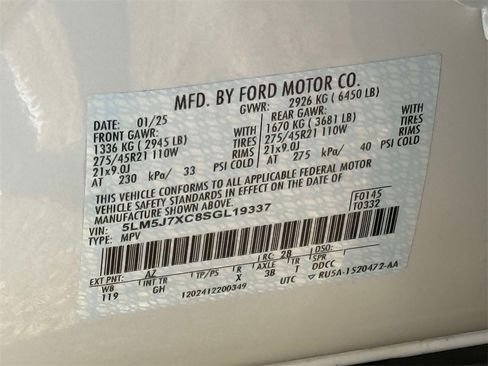 MFD. BY FORD MOTOR CO.
DATE: 01/25 GVWR: 2926 KG ( 6450 LB)
FRONT GAWR: REAR GAWR:
1336 KG ( 2945 LB) WITH 1670 KG ( 3681 LB) WITH
275/45R21 110W TIRES 275/45R21 110W TIRES
21x9.0J RIMS 21x9.0J RIMS
AT 230 kPa/ 33 PSI COLD AT 275 kPa/ 40 PSI COLD
THIS VEHICLE CONFORMS TO ALL APPLICABLE FEDERAL MOTOR
VEHICLE SAFETY STANDARDS IN EFFECT ON THE DATE OF
MANUFACTURE SHOWN ABOVE.
VIN: 5LM5J7XC8SGL19337 F0145
TYPE: MPV T0332
EXT PNT: AZ RC: 28 DSO:
WB INT TR TP/PS R AXLE TR SPR
119 GH X 3B T DDCC
1202412200349 UTC ▽ RU5A-1520472-AA